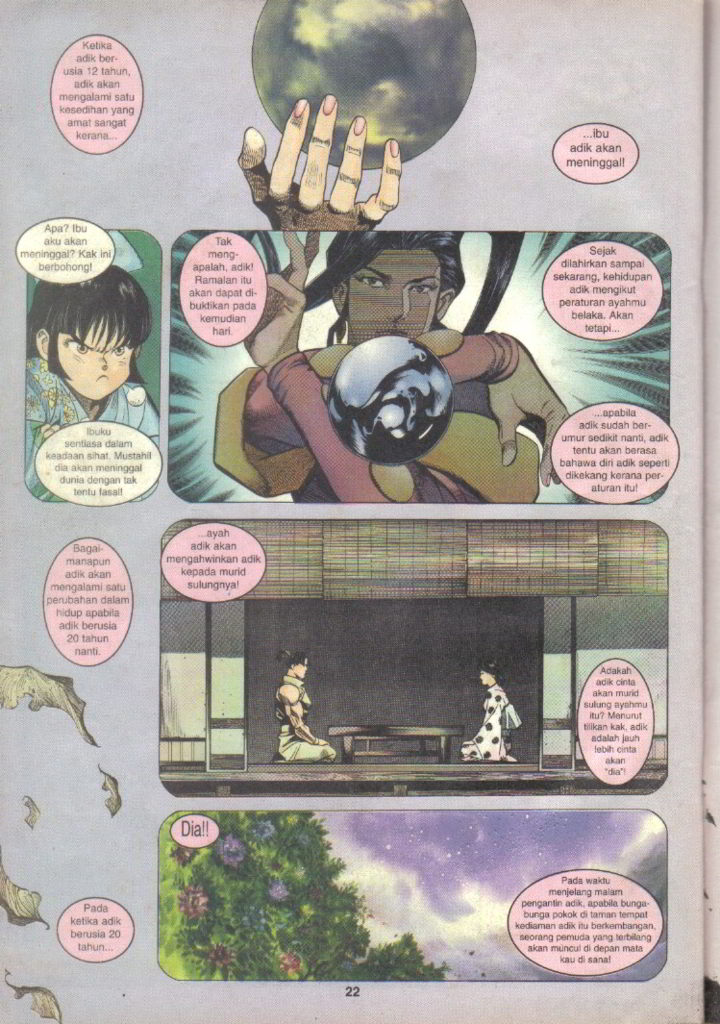 Ketika
adik ber-
usia 12 tahun,
adik akan
mengalami satu
kesedihan yang
amat sangat
kerana...
...ibu
adik akan
meninggal!
Apa? Ibu
aku akan
meninggal? Kak ini
berbohong!
Ibuku
sentiasa dalam
keadaan sihat. Mustahil
dia akan meninggal
dunia dengan tak
tentu fasal!
Tak
meng-
apalah, adik!
Ramalan itu
akan dapat di-
buktikan pada
kemudian
hari.
Sejak
dilahirkan sampai
sekarang, kehidupan
adik mengikut
peraturan ayahmu
belaka. Akan
tetapi...
...apabila
adik sudah ber-
umur sedikit nanti, adik
tentu akan berasa
bahawa diri adik seperti
dikekang kerana per-
aturan itu!
Bagai-
manapun
adik akan
mengalami satu
perubahan dalam
hidup apabila
adik berusia
20 tahun
nanti.
...ayah
adik akan
mengahwinkan adik
kepada murid
sulungnya!
Adakah
adik cinta
akan murid
sulung ayahmu
itu? Menurut
tilikan kak, adik
adalah jauh
lebih cinta
akan
"dia"!
Dia!!
Pada
ketika adik
berusia 20
tahun...
Pada waktu
menjelang malam
pengantin adik, apabila bunga-
bunga pokok di taman tempat
kediaman adik itu berkembangan,
seorang pemuda yang terbilang
akan muncul di depan mata
kau di sana!
22